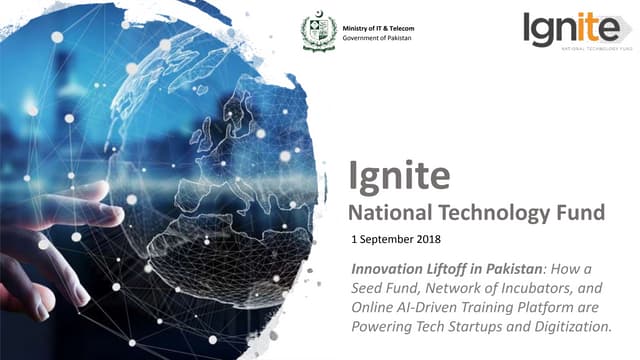 Ministry of IT & Telecom
Government of Pakistan
Ignite
NATIONAL TECHNOLOGY FUND
Ignite
National Technology Fund
1 September 2018
Innovation Liftoff in Pakistan: How a
Seed Fund, Network of Incubators, and
Online AI-Driven Training Platform are
Powering Tech Startups and Digitization.